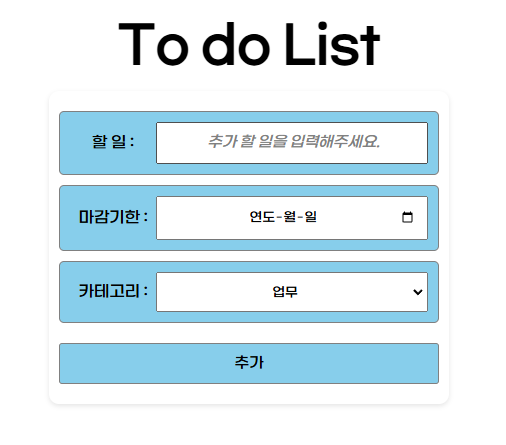 To do List
할 일 : 추가 할 일을 입력해주세요.
마감기한 : 연도-월-일
카테고리 : 업무
추가